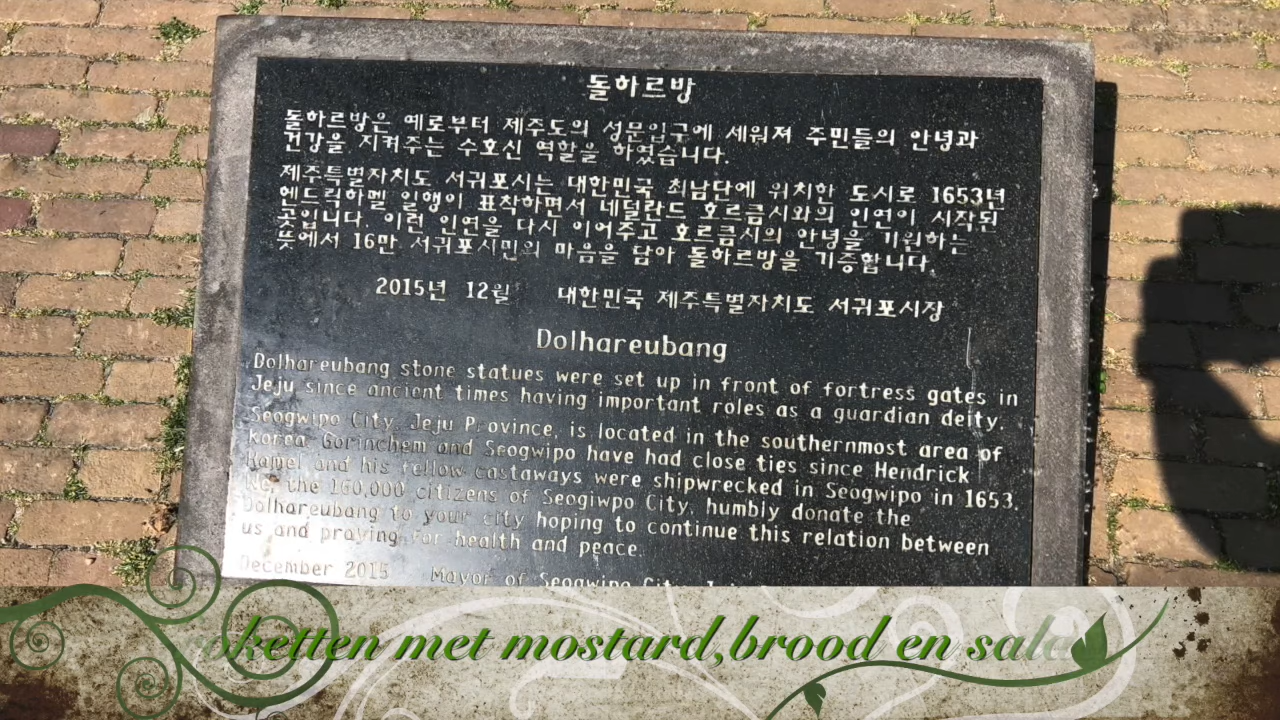 돌하르방
돌하르방은 예로부터 제주도의 성문입구에 세워져 주민들의 안녕과
건강을 지켜주는 수호신 역할을 하였습니다.
제주특별자치도 서귀포시는 대한민국 최남단에 위치한 도시로 1653년
헨드릭하멜 일행이 표착하면서 네덜란드 호르큼시와의 인연이 시작된
곳입니다. 이런 인연을 다시 이어주고 호르큼시의 안녕을 기원하는
뜻에서 16만 서귀포시민의 마음을 담아 돌하르방을 기증합니다.
2015년 12월 대한민국 제주특별자치도 서귀포시장
Dolhareubang
Dolhareubang stone statues were set up in front of fortress gates in
Jeju since ancient times having important roles as a guardian deity.
Seogwipo City, Jeju Province, is located in the southernmost area of
Korea. Gorinchem and Seogwipo have had close ties since Hendrick
Hamel and his fellow castaways were shipwrecked in Seogwipo in 1653.
We, the 160,000 citizens of Seogiwpo City, humbly donate the
Dolhareubang to your city hoping to continue this relation between
us and praying for health and peace.
December 2015 Mayor of Seogwipo City,
ketten met mostard,brood en sala